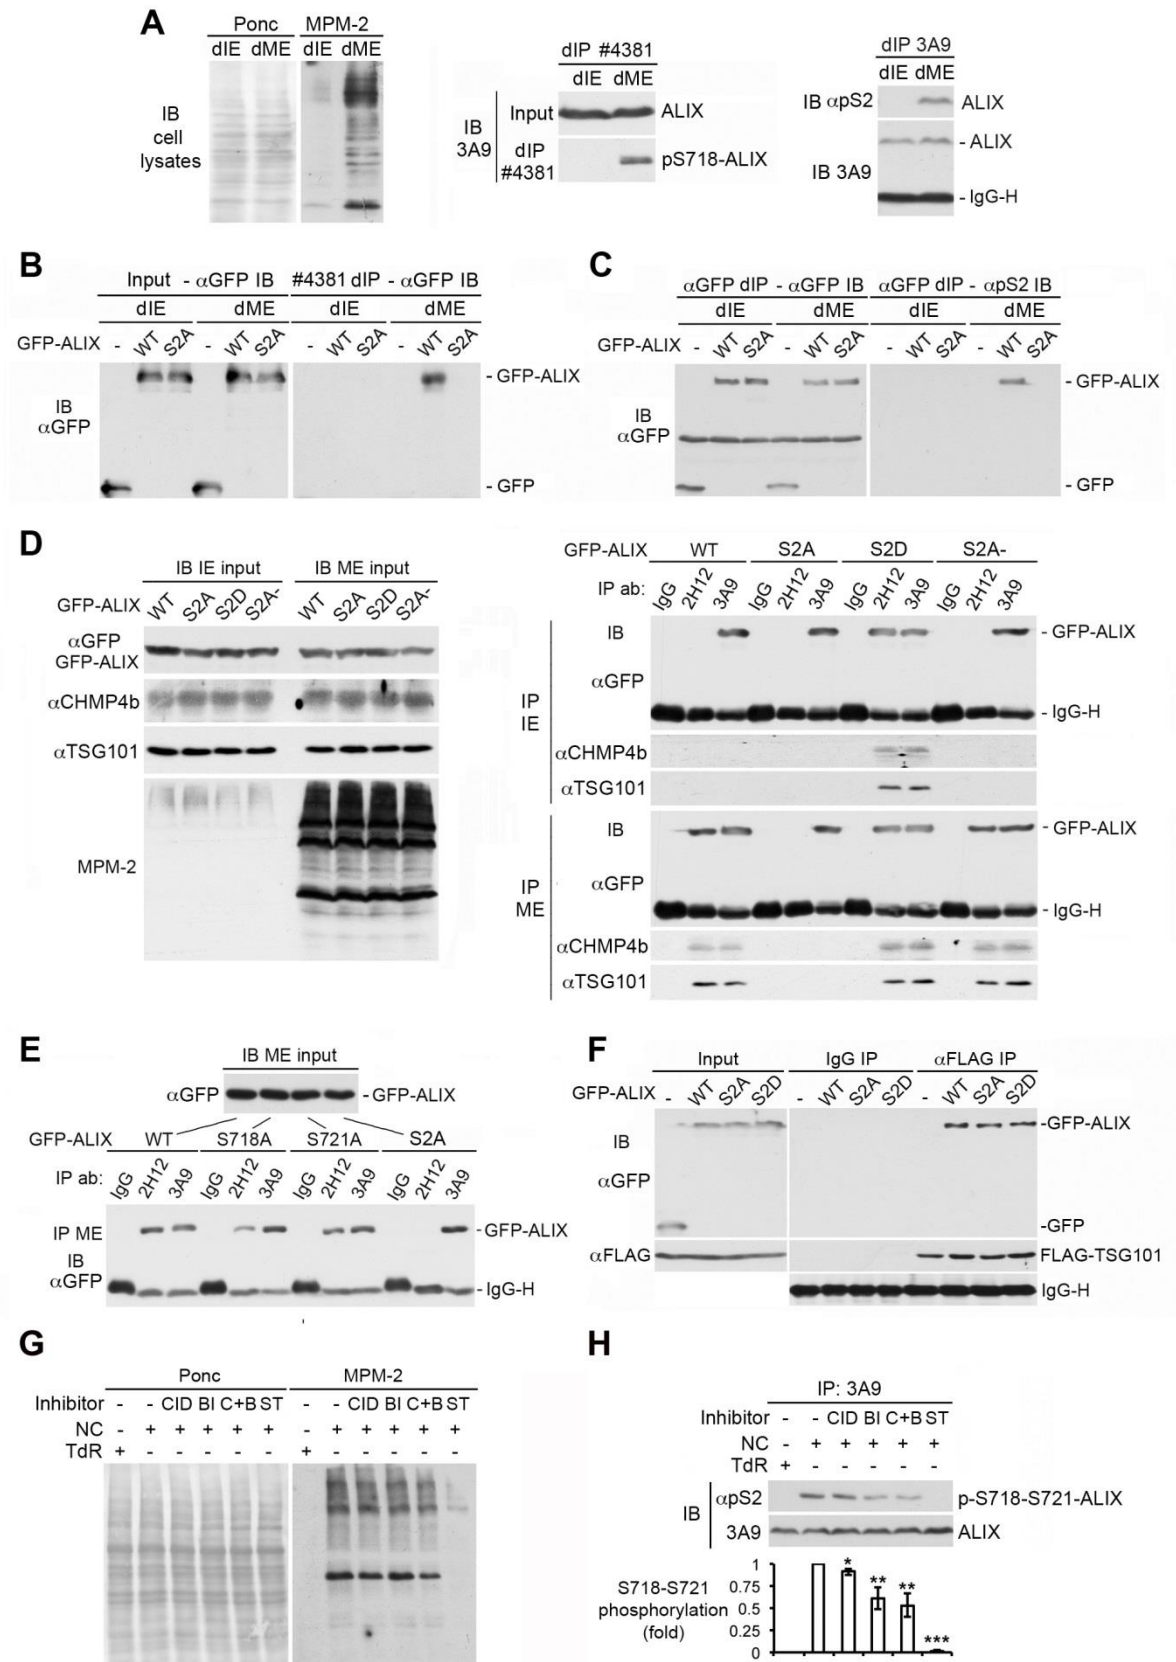 A
Ponc MPM-2
dIE dME dIE dME
IB
cell
lysates
dIP #4381
dIE dME
IB
3A9
Input
ALIX
dIP
#4381
pS718-ALIX
dIP 3A9
dIE dME
IB αpS2
ALIX
- ALIX
IB 3A9
- IgG-H
B
Input - αGFP IB #4381 dIP - αGFP IB
dIE dME dIE dME
GFP-ALIX - WT S2A - WT S2A - WT S2A - WT S2A
- GFP-ALIX
IB
αGFP
- GFP
C
αGFP dIP - αGFP IB αGFP dIP - αpS2 IB
dIE dME dIE dME
GFP-ALIX - WT S2A - WT S2A - WT S2A - WT S2A
- GFP-ALIX
IB
αGFP
- GFP
D
IB IE input IB ME input
GFP-ALIX WT S2A S2D S2A- WT S2A S2D S2A-
αGFP
GFP-ALIX
αCHMP4b
αTSG101
MPM-2
GFP-ALIX WT S2A S2D S2A-
IP ab: IgG 2H12 3A9 IgG 2H12 3A9 IgG 2H12 3A9 IgG 2H12 3A9
IP
IE
IB
- GFP-ALIX
αGFP
- IgG-H
αCHMP4b
αTSG101
IP
ME
IB
- GFP-ALIX
αGFP
- IgG-H
αCHMP4b
αTSG101
E
IB ME input
αGFP - GFP-ALIX
GFP-ALIX WT S718A S721A S2A
IP ab: IgG 2H12 3A9 IgG 2H12 3A9 IgG 2H12 3A9 IgG 2H12 3A9
IP ME
- GFP-ALIX
IB
αGFP
- IgG-H
F
Input IgG IP αFLAG IP
GFP-ALIX - WT S2A S2D - WT S2A S2D - WT S2A S2D
IB
αGFP
-GFP-ALIX
-GFP
αFLAG FLAG-TSG101
IgG-H
G
Ponc MPM-2
Inhibitor - - CID BI C+B ST - - CID BI C+B ST
NC - + + + + + - + + + + +
TdR + - - - - - + - - - - -
H
IP: 3A9
Inhibitor - - CID BI C+B ST
NC - + + + + +
TdR + - - - - -
IB
αpS2 p-S718-S721-ALIX
3A9 ALIX
S718-S721
phosphorylation
(fold)
1
0.75
0.5
0.25
0
*
**
**
***